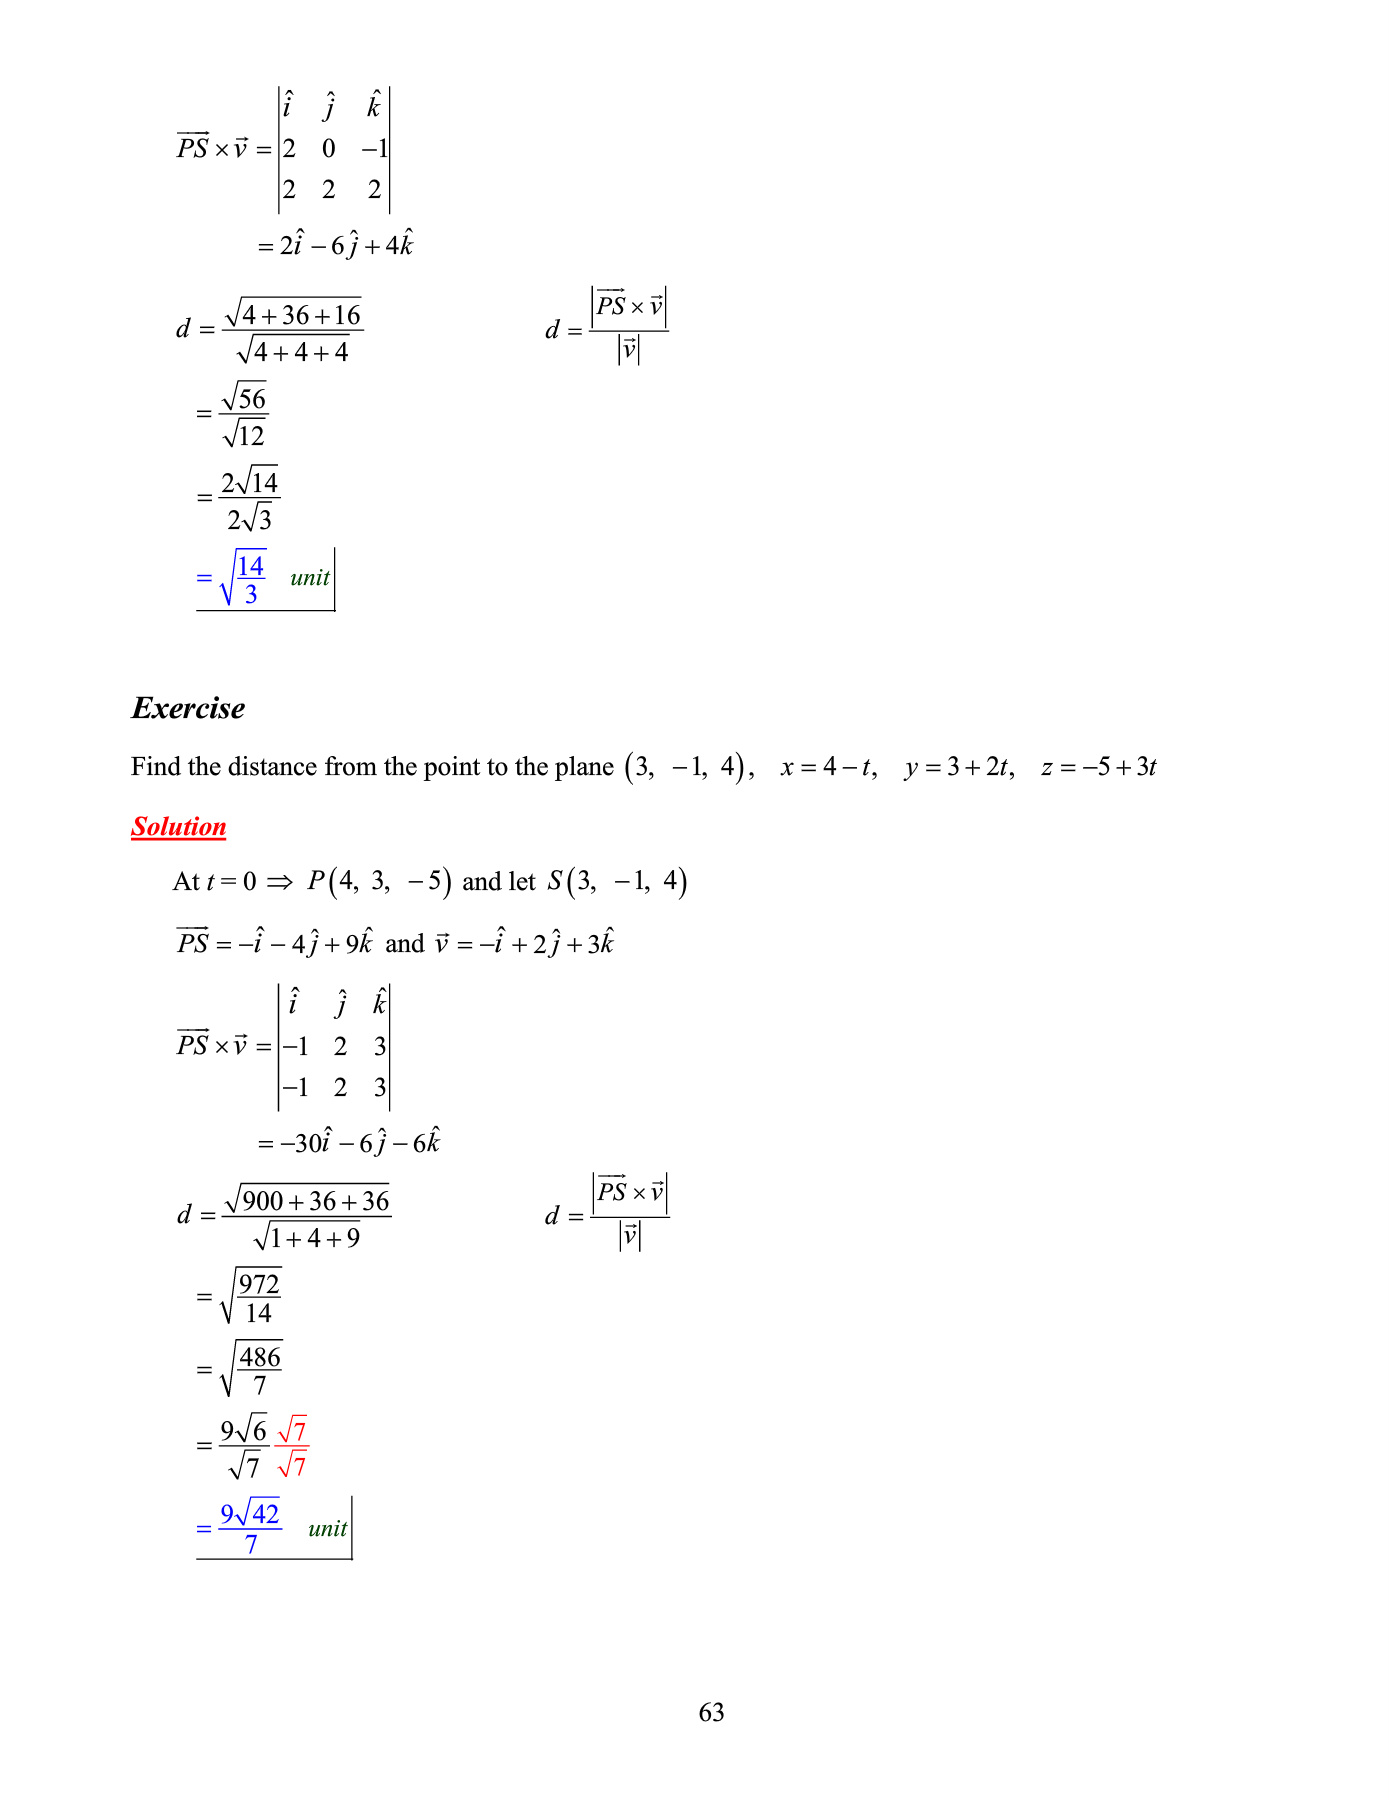 $\overrightarrow{PS} \times \vec{v} = \begin{vmatrix} \hat{i} & \hat{j} & \hat{k} \\ 2 & 0 & -1 \\ 2 & 2 & 2 \end{vmatrix}$
$= 2\hat{i} - 6\hat{j} + 4\hat{k}$
$d = \frac{\sqrt{4+36+16}}{\sqrt{4+4+4}}$ $d = \frac{|\overrightarrow{PS} \times \vec{v}|}{|\vec{v}|}$
$= \frac{\sqrt{56}}{\sqrt{12}}$
$= \frac{2\sqrt{14}}{2\sqrt{3}}$
$= \sqrt{\frac{14}{3}}$ unit
Exercise
Find the distance from the point to the plane $(3, -1, 4)$, $x = 4 - t$, $y = 3 + 2t$, $z = -5 + 3t$
Solution
At $t = 0 \Rightarrow P(4, 3, -5)$ and let $S(3, -1, 4)$
$\overrightarrow{PS} = -\hat{i} - 4\hat{j} + 9\hat{k}$ and $\vec{v} = -\hat{i} + 2\hat{j} + 3\hat{k}$
$\overrightarrow{PS} \times \vec{v} = \begin{vmatrix} \hat{i} & \hat{j} & \hat{k} \\ -1 & 2 & 3 \\ -1 & 2 & 3 \end{vmatrix}$
$= -30\hat{i} - 6\hat{j} - 6\hat{k}$
$d = \frac{\sqrt{900+36+36}}{\sqrt{1+4+9}}$ $d = \frac{|\overrightarrow{PS} \times \vec{v}|}{|\vec{v}|}$
$= \sqrt{\frac{972}{14}}$
$= \sqrt{\frac{486}{7}}$
$= \frac{9\sqrt{6}}{\sqrt{7}} \frac{\sqrt{7}}{\sqrt{7}}$
$= \frac{9\sqrt{42}}{7}$ unit
63